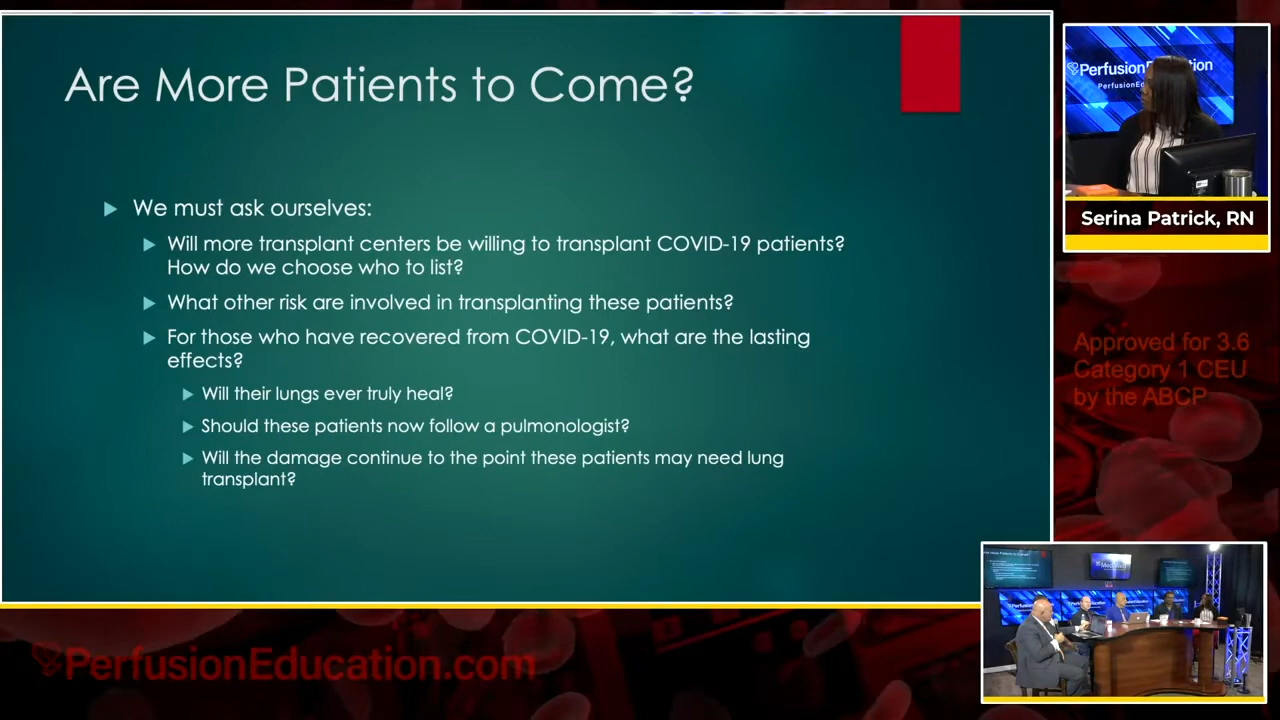 Are More Patients to Come?
We must ask ourselves:
Will more transplant centers be willing to transplant COVID-19 patients?
How do we choose who to list?
What other risk are involved in transplanting these patients?
For those who have recovered from COVID-19, what are the lasting
effects?
Will their lungs ever truly heal?
Should these patients now follow a pulmonologist?
Will the damage continue to the point these patients may need lung
transplant?
PerfusionEducation
Serina Patrick, RN
Approved for 3.6
Category 1 CEU
by the ABCP
PerfusionEducation.com